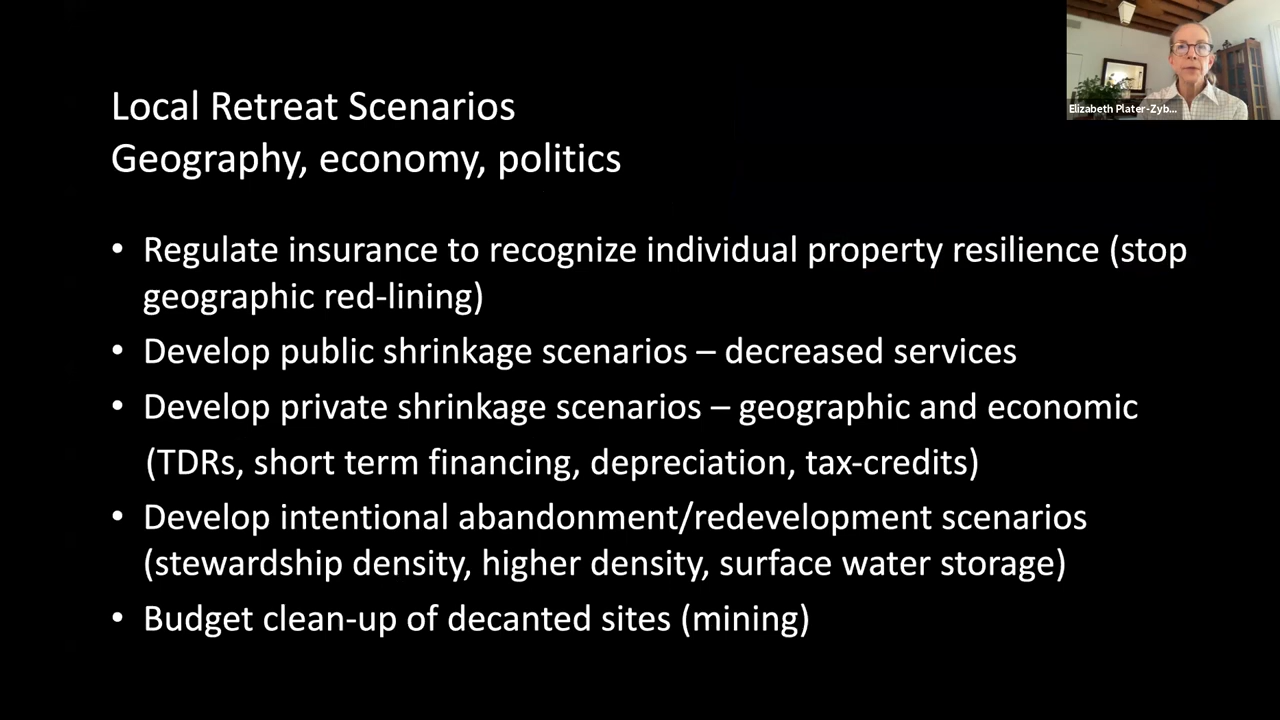 Elizabeth Plater-Zyb...
Local Retreat Scenarios
Geography, economy, politics
• Regulate insurance to recognize individual property resilience (stop
geographic red-lining)
• Develop public shrinkage scenarios – decreased services
• Develop private shrinkage scenarios – geographic and economic
(TDRs, short term financing, depreciation, tax-credits)
• Develop intentional abandonment/redevelopment scenarios
(stewardship density, higher density, surface water storage)
• Budget clean-up of decanted sites (mining)